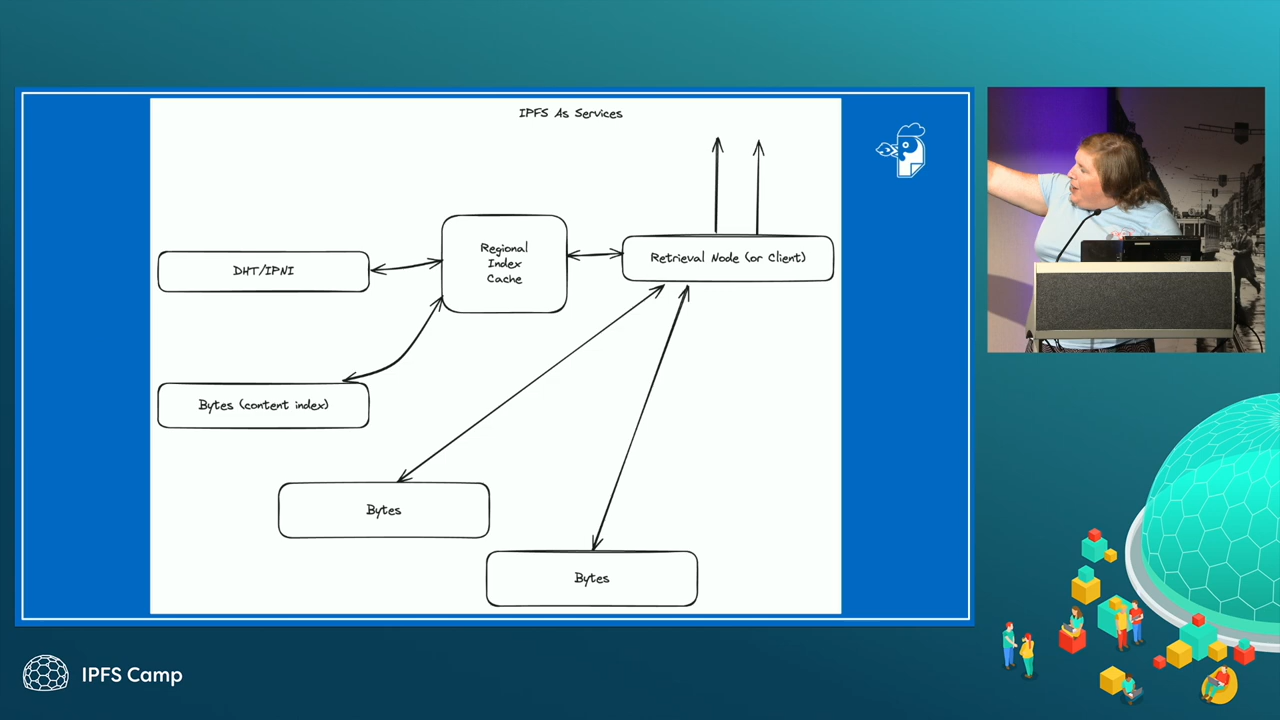 IPFS As Services
Regional
Index
Cache
Retrieval Node (or Client)
DHT/IPNI
Bytes (content index)
Bytes
Bytes
IPFS Camp